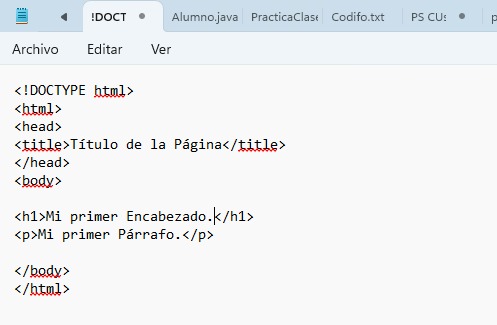 !DOCT
Alumno.java
PracticaClase
Codifo.txt
PS CUs
Archivo
Editar
Ver
<!DOCTYPE html>
<html>
<head>
<title>Título de la Página</title>
</head>
<body>
<h1>Mi primer Encabezado.</h1>
<p>Mi primer Párrafo.</p>
</body>
</html>